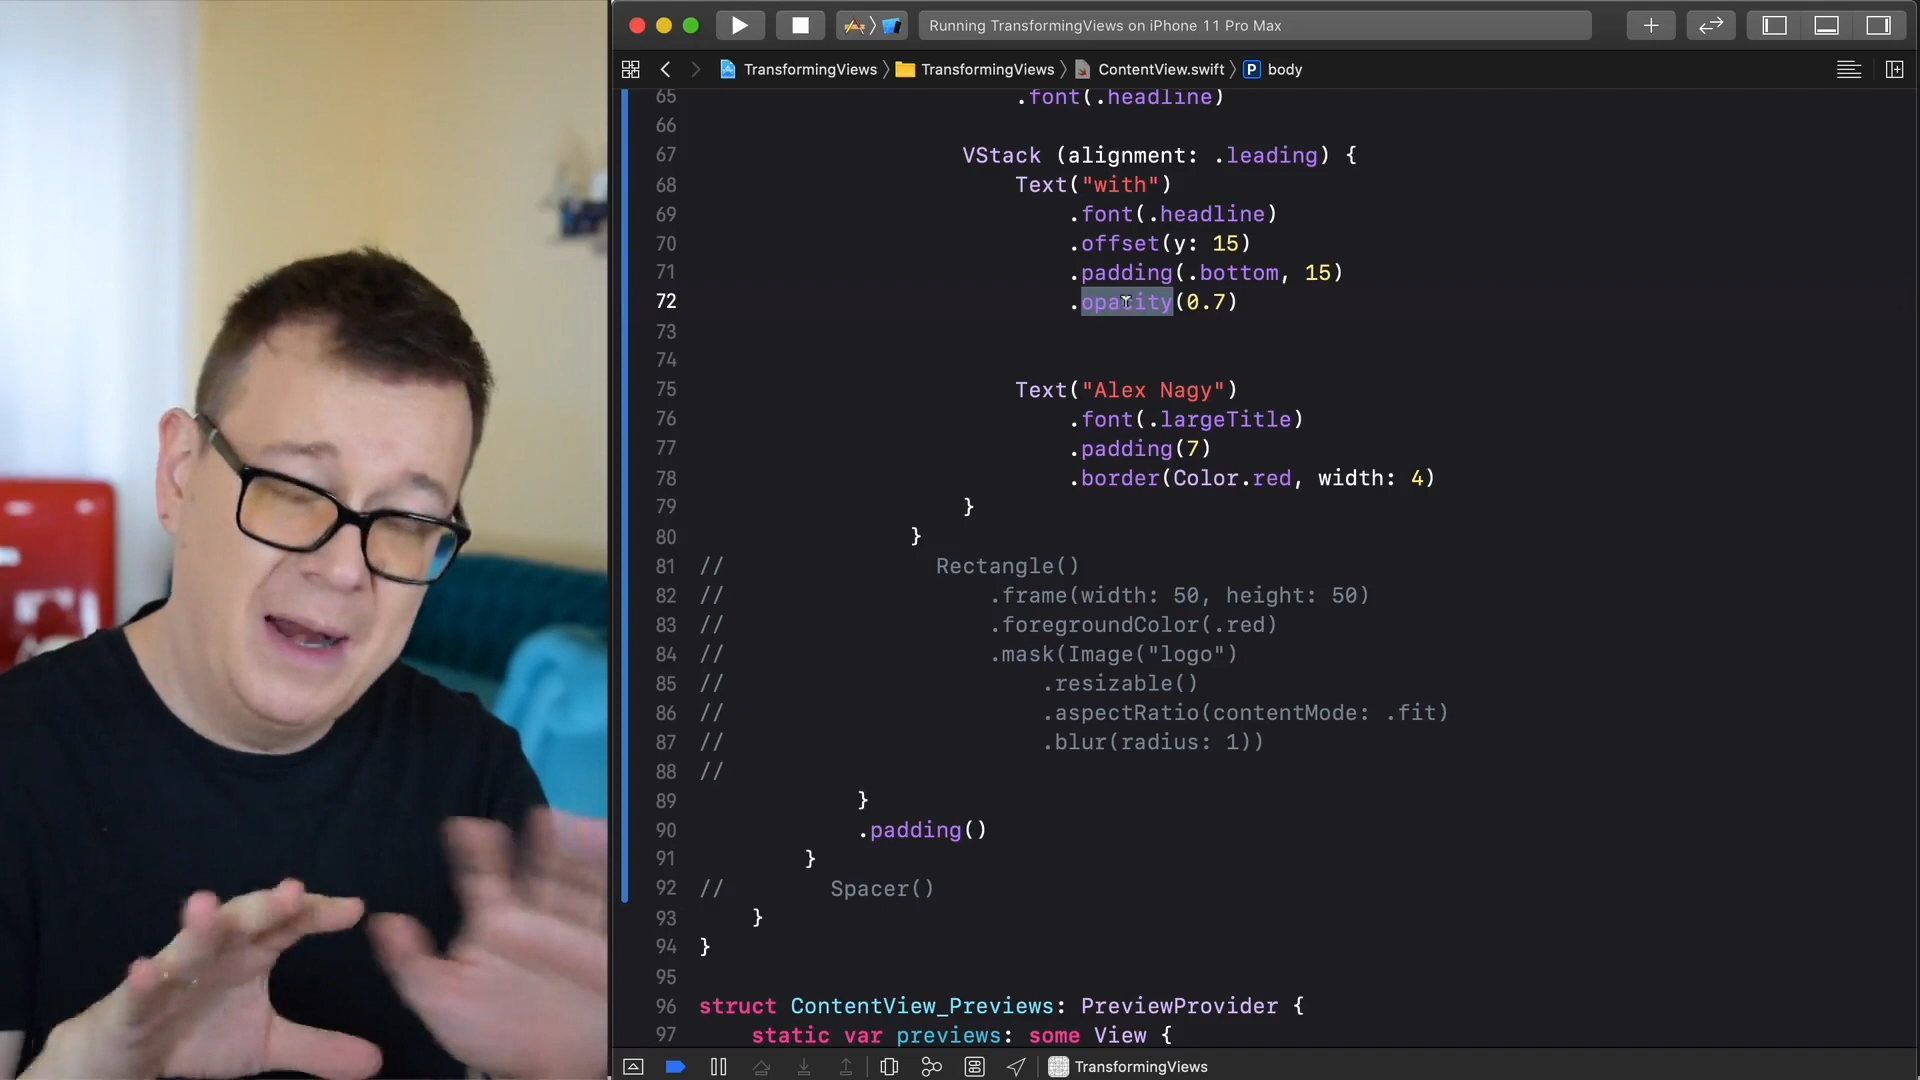 Running TransformingViews on iPhone 11 Pro Max
TransformingViews TransformingViews ContentView.swift P body
65 .font(.headline)
66
67 VStack (alignment: .leading) {
68 Text("with")
69 .font(.headline)
70 .offset(y: 15)
71 .padding(.bottom, 15)
72 .opacity(0.7)
73
74
75 Text("Alex Nagy")
76 .font(.largeTitle)
77 .padding(7)
78 .border(Color.red, width: 4)
79 }
80 }
81 // Rectangle()
82 // .frame(width: 50, height: 50)
83 // .foregroundColor(.red)
84 // .mask(Image("logo")
85 // .resizable()
86 // .aspectRatio(contentMode: .fit)
87 // .blur(radius: 1))
88 //
89 }
90 .padding()
91 }
92 // Spacer()
93 }
94 }
95
96 struct ContentView_Previews: PreviewProvider {
97 static var previews: some View {
TransformingViews